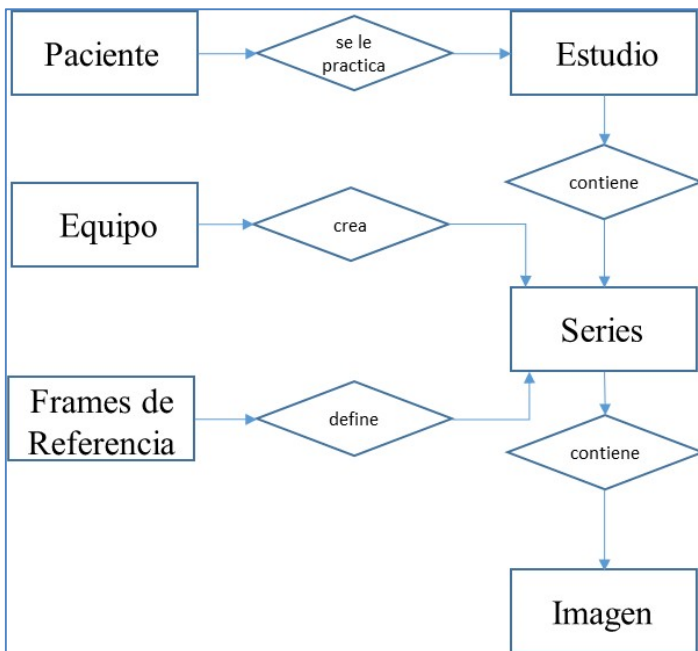 Paciente
se le
practica
Estudio
contiene
Equipo
crea
Series
Frames de
Referencia
define
contiene
Imagen